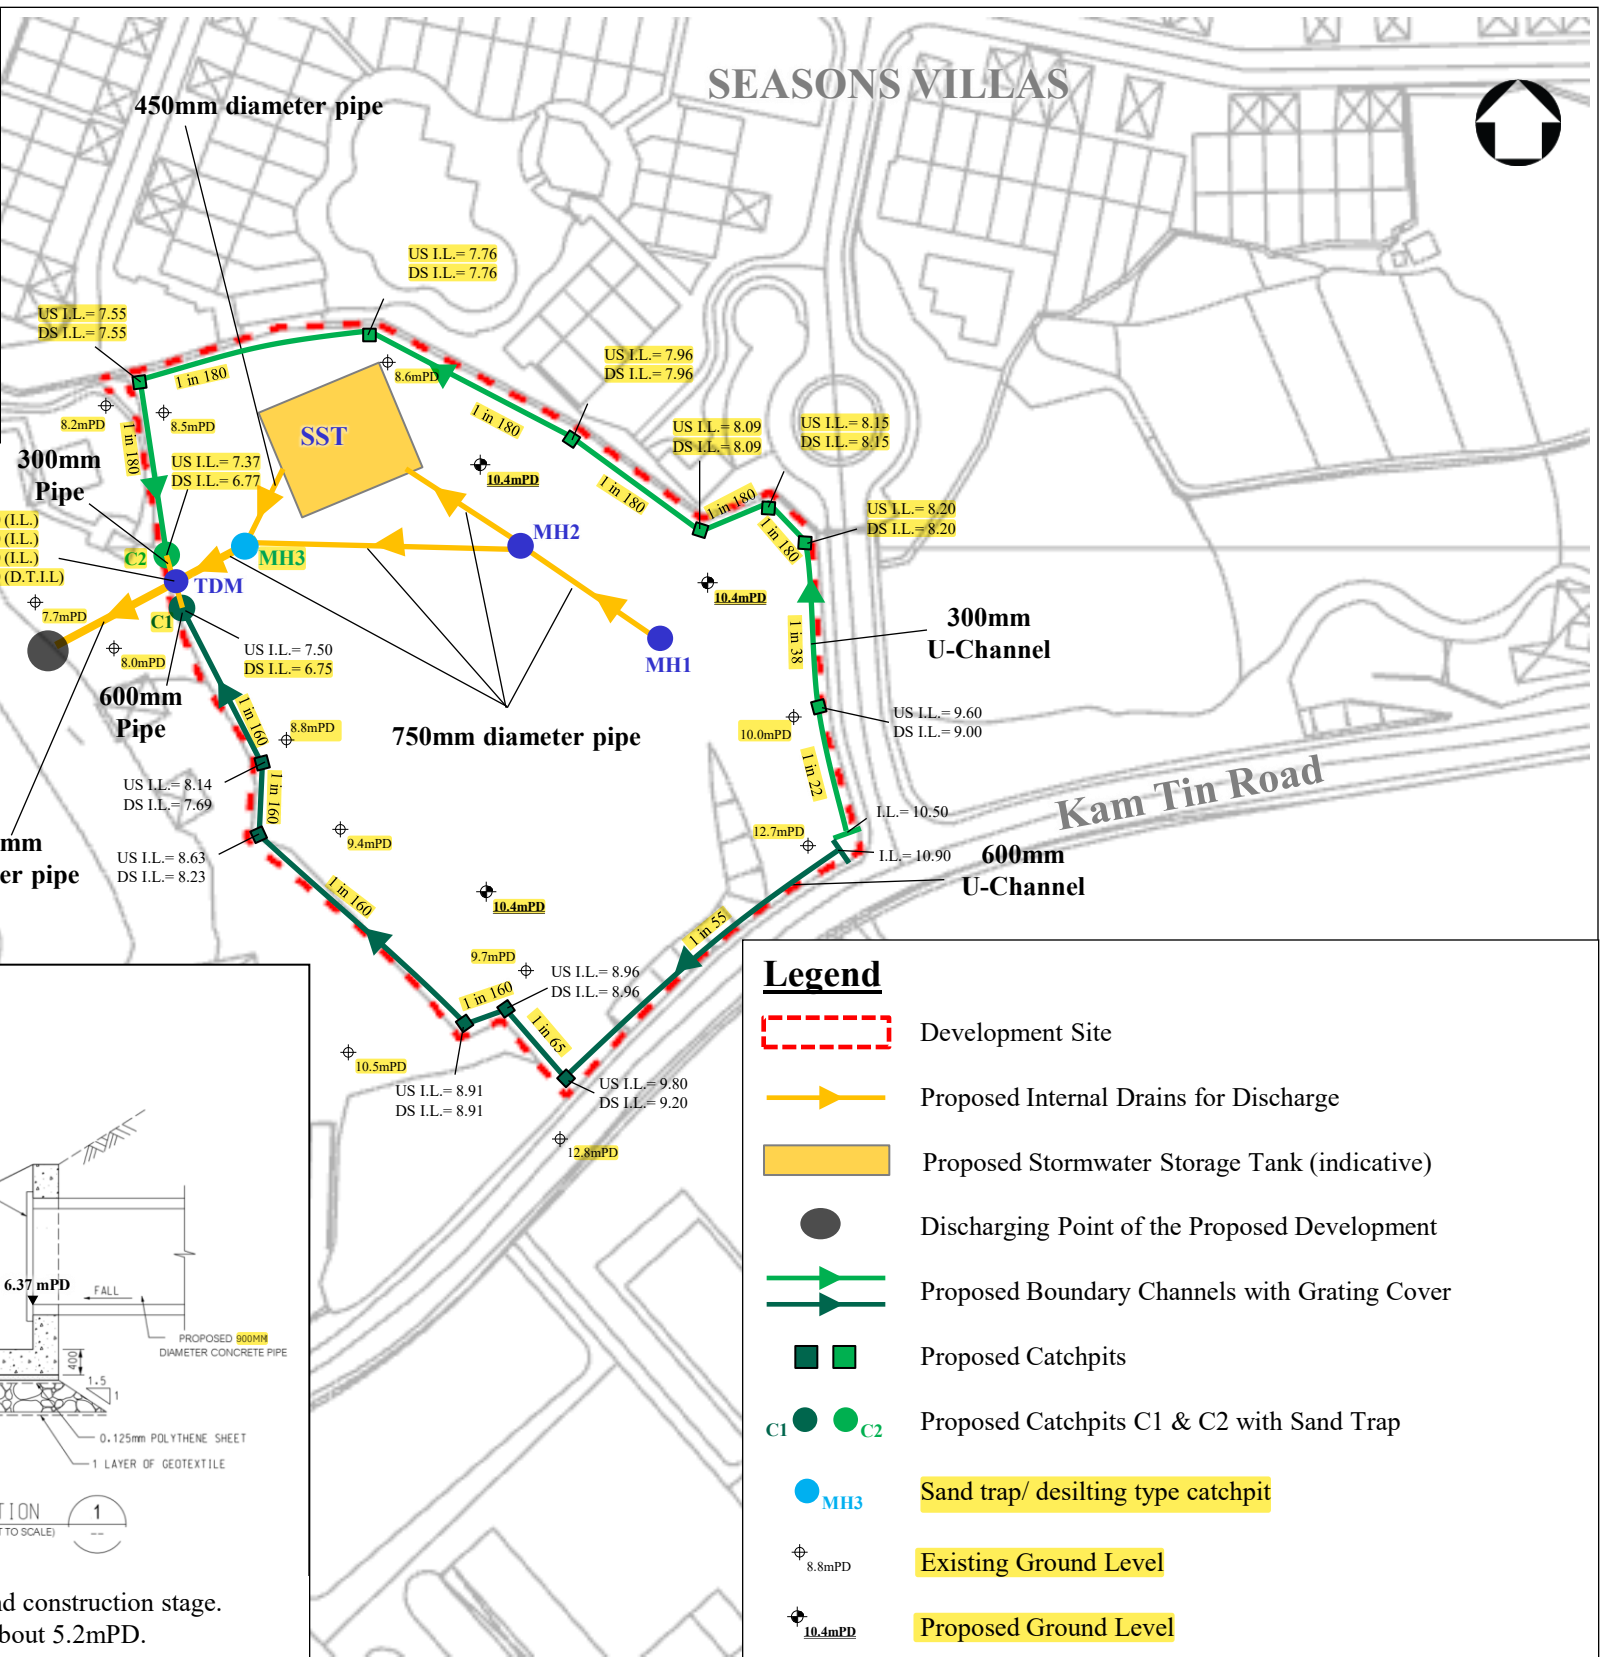 SEASONS VILLAS
450mm diameter pipe
US I.L.= 7.76
DS I.L.= 7.76
US I.L.= 7.55
DS I.L.= 7.55
1 in 180
8.6mPD
US I.L.= 7.96
DS I.L.= 7.96
8.2mPD
8.5mPD
1 in 180
1 in 180
SST
US I.L.= 8.09
DS I.L.= 8.09
US I.L.= 8.15
DS I.L.= 8.15
300mm
Pipe
US I.L.= 7.37
DS I.L.= 6.77
10.4mPD
1 in 180
1 in 180
1 in 180
US I.L.= 8.20
DS I.L.= 8.20
(I.L.)
(I.L.)
(I.L.)
(D.T.I.L)
C2
MH3
MH2
TDM
7.7mPD
C1
10.4mPD
8.0mPD
US I.L.= 7.50
DS I.L.= 6.75
MH1
1 in 38
300mm
U-Channel
600mm
Pipe
1 in 160
8.8mPD
750mm diameter pipe
10.0mPD
US I.L.= 9.60
DS I.L.= 9.00
US I.L.= 8.14
DS I.L.= 7.69
1 in 160
1 in 22
Kam Tin Road
I.L.= 10.50
12.7mPD
9.4mPD
mm
er pipe
US I.L.= 8.63
DS I.L.= 8.23
I.L.= 10.90
600mm
U-Channel
1 in 160
10.4mPD
1 in 55
9.7mPD
US I.L.= 8.96
DS I.L.= 8.96
1 in 160
1 in 65
10.5mPD
US I.L.= 8.91
DS I.L.= 8.91
US I.L.= 9.80
DS I.L.= 9.20
12.8mPD
6.37 mPD
FALL
PROPOSED 900MM
DIAMETER CONCRETE PIPE
400
1.5
1
0.125mm POLYTHENE SHEET
1 LAYER OF GEOTEXTILE
TION
1
T TO SCALE)
--
nd construction stage.
bout 5.2mPD.
Legend
Development Site
Proposed Internal Drains for Discharge
Proposed Stormwater Storage Tank (indicative)
Discharging Point of the Proposed Development
Proposed Boundary Channels with Grating Cover
Proposed Catchpits
C1 C2 Proposed Catchpits C1 & C2 with Sand Trap
MH3 Sand trap/ desilting type catchpit
8.8mPD Existing Ground Level
10.4mPD Proposed Ground Level